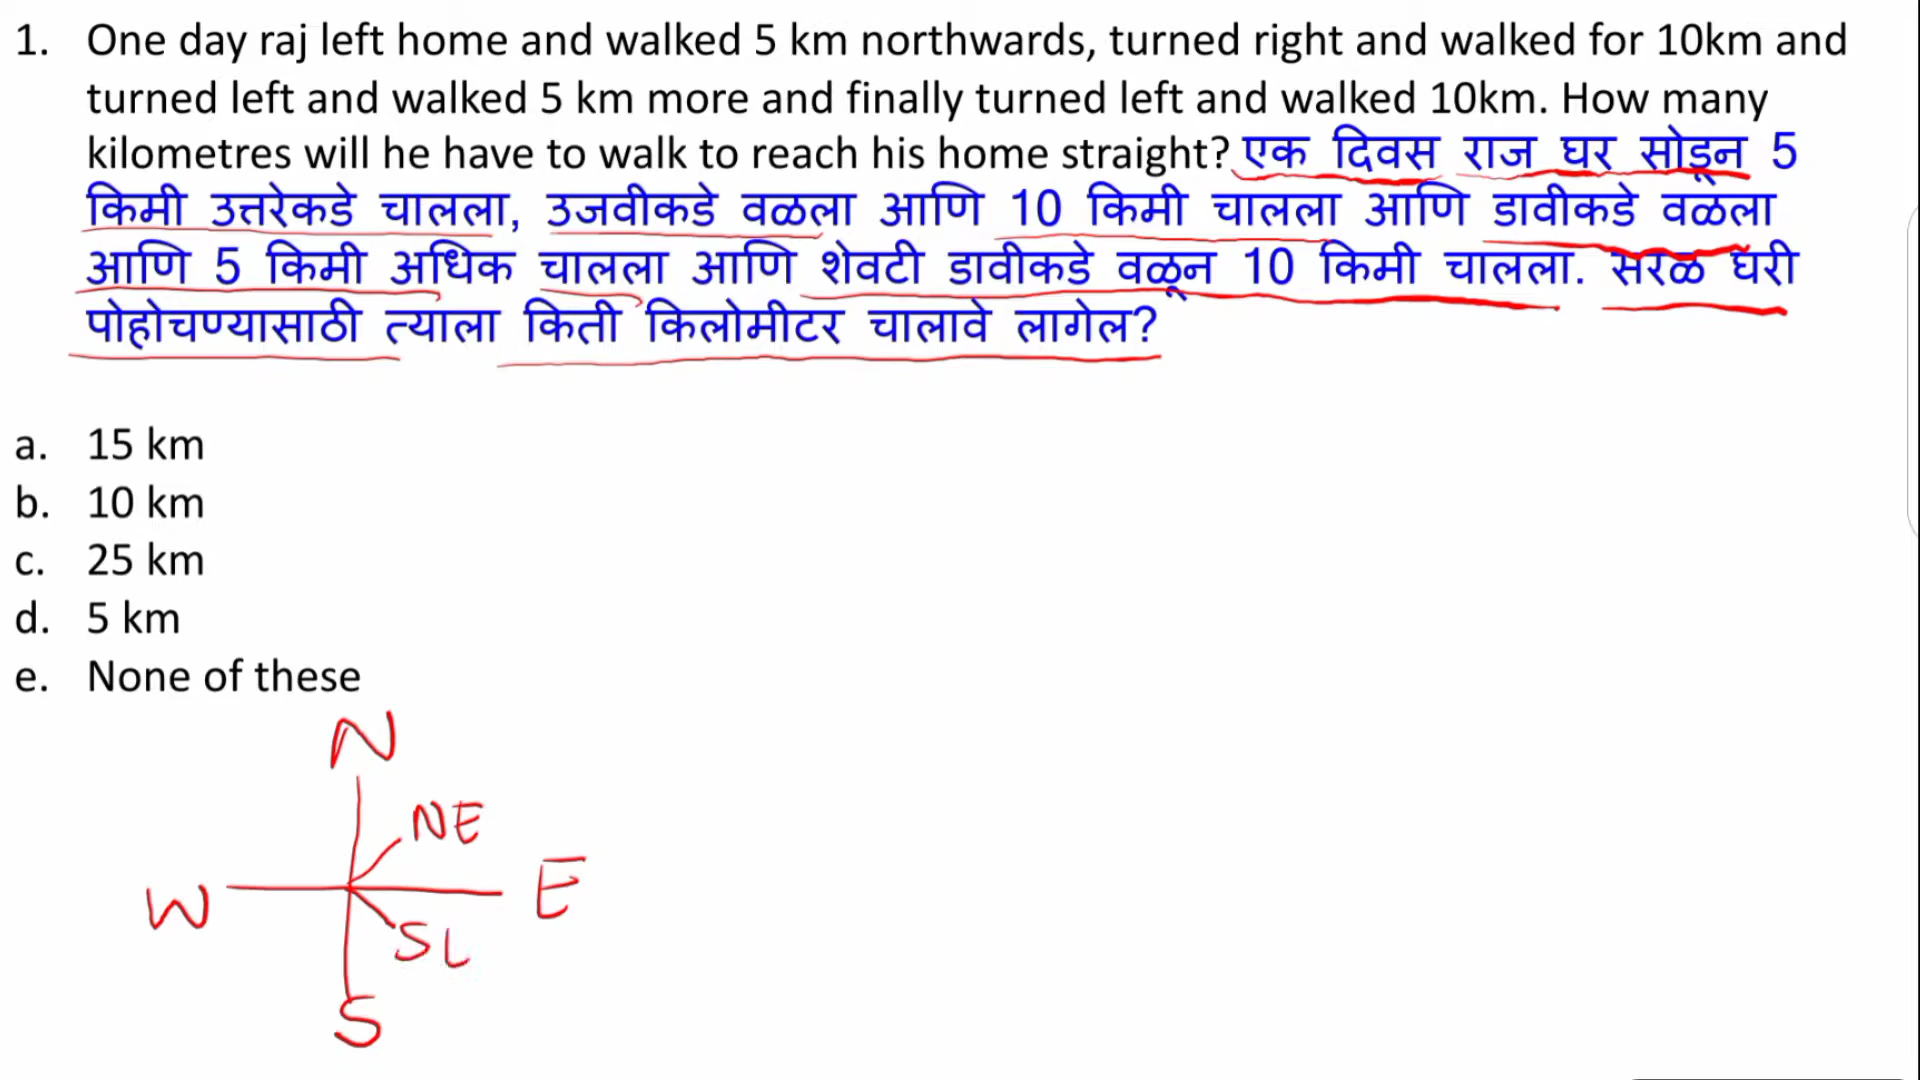 1. One day raj left home and walked 5 km northwards, turned right and walked for 10km and
turned left and walked 5 km more and finally turned left and walked 10km. How many
kilometres will he have to walk to reach his home straight? एक दिवस राज घर सोडून 5
किमी उत्तरेकडे चालला, उजवीकडे वळला आणि 10 किमी चालला आणि डावीकडे वळला
आणि 5 किमी अधिक चालला आणि शेवटी डावीकडे वळून 10 किमी चालला. सरळ घरी
पोहोचण्यासाठी त्याला किती किलोमीटर चालावे लागेल?
a. 15 km
b. 10 km
c. 25 km
d. 5 km
e. None of these
N
NE
W E
SL
S